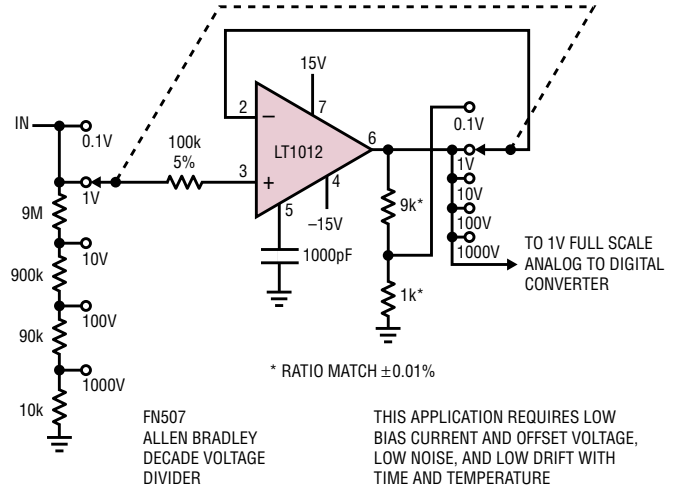 IN
0.1V
1V
9M
10V
900k
100V
90k
1000V
10k
100k
5%
2
3
15V
7
LT1012
6
4
–15V
5
1000pF
9k*
1k*
0.1V
1V
10V
100V
1000V
TO 1V FULL SCALE
ANALOG TO DIGITAL
CONVERTER
* RATIO MATCH ±0.01%
FN507
ALLEN BRADLEY
DECADE VOLTAGE
DIVIDER
THIS APPLICATION REQUIRES LOW
BIAS CURRENT AND OFFSET VOLTAGE,
LOW NOISE, AND LOW DRIFT WITH
TIME AND TEMPERATURE